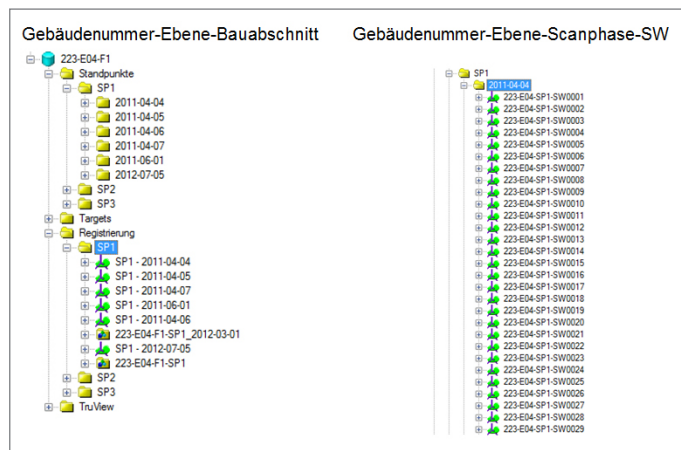 Gebäudenummer-Ebene-Bauabschnitt
223-E04-F1
Standpunkte
SP1
2011-04-04
2011-04-05
2011-04-06
2011-04-07
2011-06-01
2012-07-05
SP2
SP3
Targets
Registrierung
SP1
SP1 - 2011-04-04
SP1 - 2011-04-05
SP1 - 2011-04-07
SP1 - 2011-06-01
SP1 - 2011-04-06
223-E04-F1-SP1_2012-03-01
SP1 - 2012-07-05
223-E04-F1-SP1
SP2
SP3
TruView
Gebäudenummer-Ebene-Scanphase-SW
SP1
2011-04-04
223-E04-SP1-SW0001
223-E04-SP1-SW0002
223-E04-SP1-SW0003
223-E04-SP1-SW0004
223-E04-SP1-SW0005
223-E04-SP1-SW0006
223-E04-SP1-SW0007
223-E04-SP1-SW0008
223-E04-SP1-SW0009
223-E04-SP1-SW0010
223-E04-SP1-SW0011
223-E04-SP1-SW0012
223-E04-SP1-SW0013
223-E04-SP1-SW0014
223-E04-SP1-SW0015
223-E04-SP1-SW0016
223-E04-SP1-SW0017
223-E04-SP1-SW0018
223-E04-SP1-SW0019
223-E04-SP1-SW0020
223-E04-SP1-SW0021
223-E04-SP1-SW0022
223-E04-SP1-SW0023
223-E04-SP1-SW0024
223-E04-SP1-SW0025
223-E04-SP1-SW0026
223-E04-SP1-SW0027
223-E04-SP1-SW0028
223-E04-SP1-SW0029